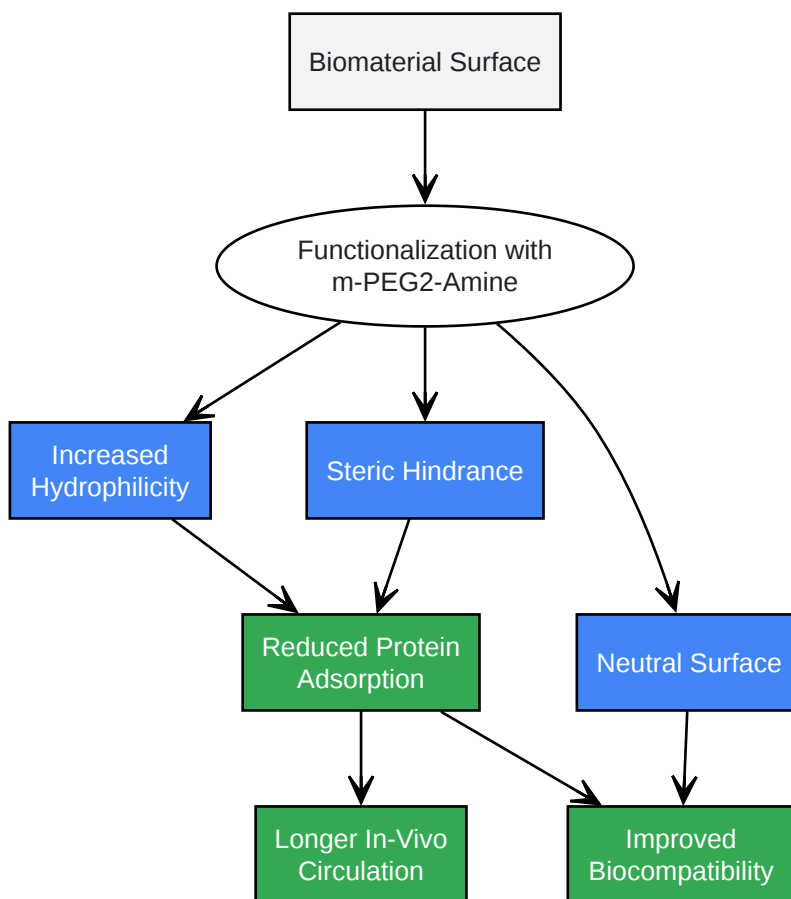 Biomaterial Surface
Functionalization with
m-PEG2-Amine
Increased
Hydrophilicity
Steric Hindrance
Reduced Protein
Adsorption
Neutral Surface
Longer In-Vivo
Circulation
Improved
Biocompatibility